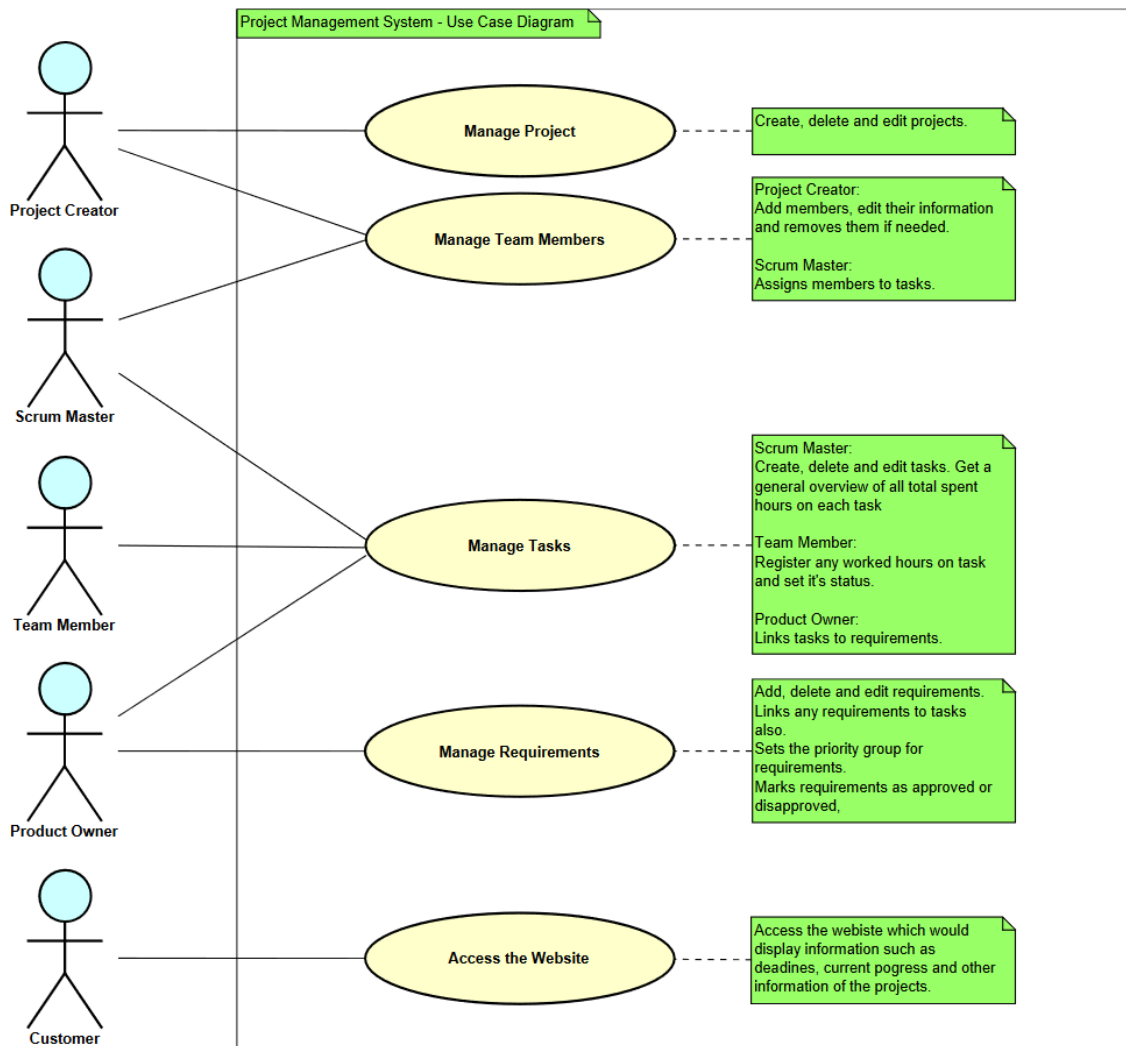 Project Management System - Use Case Diagram
Project Creator
Manage Project
Create, delete and edit projects.
Manage Team Members
Project Creator:
Add members, edit their information
and removes them if needed.
Scrum Master:
Assigns members to tasks.
Scrum Master
Manage Tasks
Scrum Master:
Create, delete and edit tasks. Get a
general overview of all total spent
hours on each task
Team Member:
Register any worked hours on task
and set it's status.
Product Owner:
Links tasks to requirements.
Team Member
Product Owner
Manage Requirements
Add, delete and edit requirements.
Links any requirements to tasks
also.
Sets the priority group for
requirements.
Marks requirements as approved or
disapproved,
Customer
Access the Website
Access the webiste which would
display information such as
deadines, current pogress and other
information of the projects.